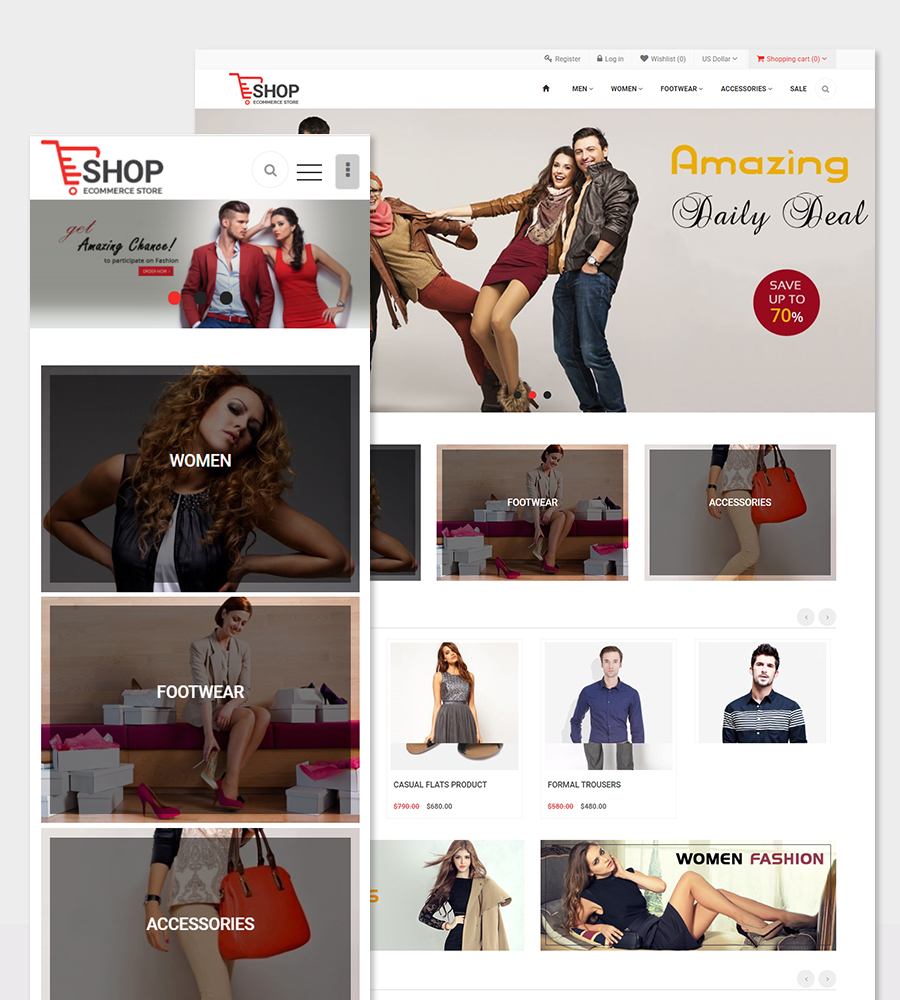 Register
Log in
Wishlist (0)
US Dollar
Shopping cart (0)
SHOP
ECOMMERCE STORE
MEN
WOMEN
FOOTWEAR
ACCESSORIES
SALE
Amazing
Daily Deal
SAVE
UP TO
70%
FOOTWEAR
ACCESSORIES
CASUAL FLATS PRODUCT
$790.00 $680.00
FORMAL TROUSERS
$580.00 $480.00
S
WOMEN FASHION
SHOP
ECOMMERCE STORE
get
Amazing Chance!
to participate on Fashion
ORDER NOW
WOMEN
FOOTWEAR
ACCESSORIES